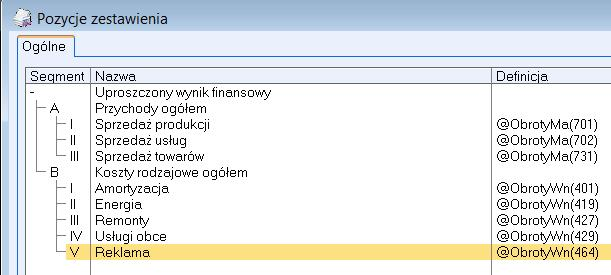 Pozycje zestawienia
Ogólne
Segment Nazwa Definicja
- Uproszczony wynik finansowy
A Przychody ogółem
I Sprzedaż produkcji @ObrotyMa(701)
II Sprzedaż usług @ObrotyMa(702)
III Sprzedaż towarów @ObrotyMa(731)
B Koszty rodzajowe ogółem
I Amortyzacja @ObrotyWn(401)
II Energia @ObrotyWn(419)
III Remonty @ObrotyWn(427)
IV Usługi obce @ObrotyWn(429)
V Reklama @ObrotyWn(464)